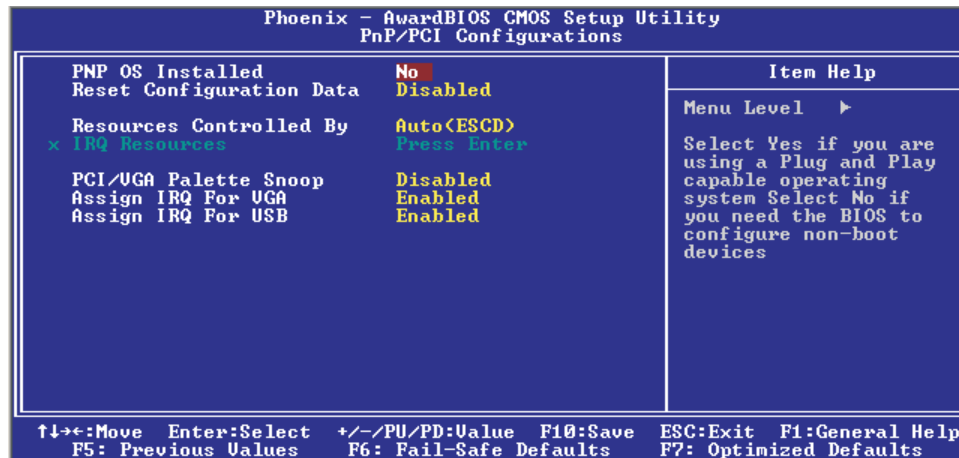 Phoenix - AwardBIOS CMOS Setup Utility
PnP/PCI Configurations
PNP OS Installed No
Reset Configuration Data Disabled
Resources Controlled By Auto(ESCD)
x IRQ Resources Press Enter
PCI/VGA Palette Snoop Disabled
Assign IRQ For VGA Enabled
Assign IRQ For USB Enabled
Item Help
Menu Level ►
Select Yes if you are
using a Plug and Play
capable operating
system Select No if
you need the BIOS to
configure non-boot
devices
↑↓→←:Move Enter:Select +/-/PU/PD:Value F10:Save ESC:Exit F1:General Help
F5: Previous Values F6: Fail-Safe Defaults F7: Optimized Defaults